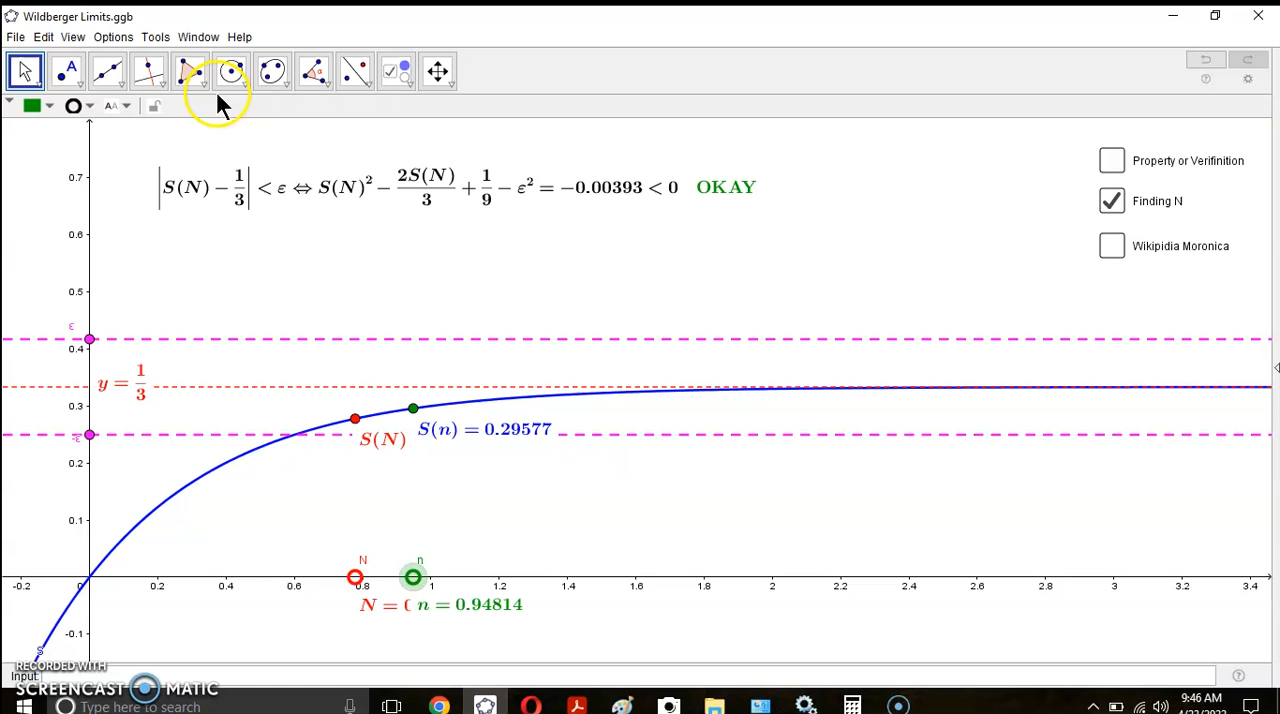 Wildberger Limits.ggb
File Edit View Options Tools Window Help
A
α
AA
|S(N) − 1/3| < ε ⇔ S(N)² − 2S(N)/3 + 1/9 − ε² = −0.00393 < 0 OKAY
Property or Verifinition
Finding N
Wikipidia Moronica
0.7
0.6
0.5
ε
0.4
y = 1/3
0.3
S(n) = 0.29577
-ε
S(N)
0.2
0.1
N n
-0.2 0 0.2 0.4 0.6 0.8 1 1.2 1.4 1.6 1.8 2 2.2 2.4 2.6 2.8 3 3.2 3.4
N = n = 0.94814
-0.1
S
RECORDED WITH
Input:
SCREENCAST MATIC
Type here to search
9:46 AM